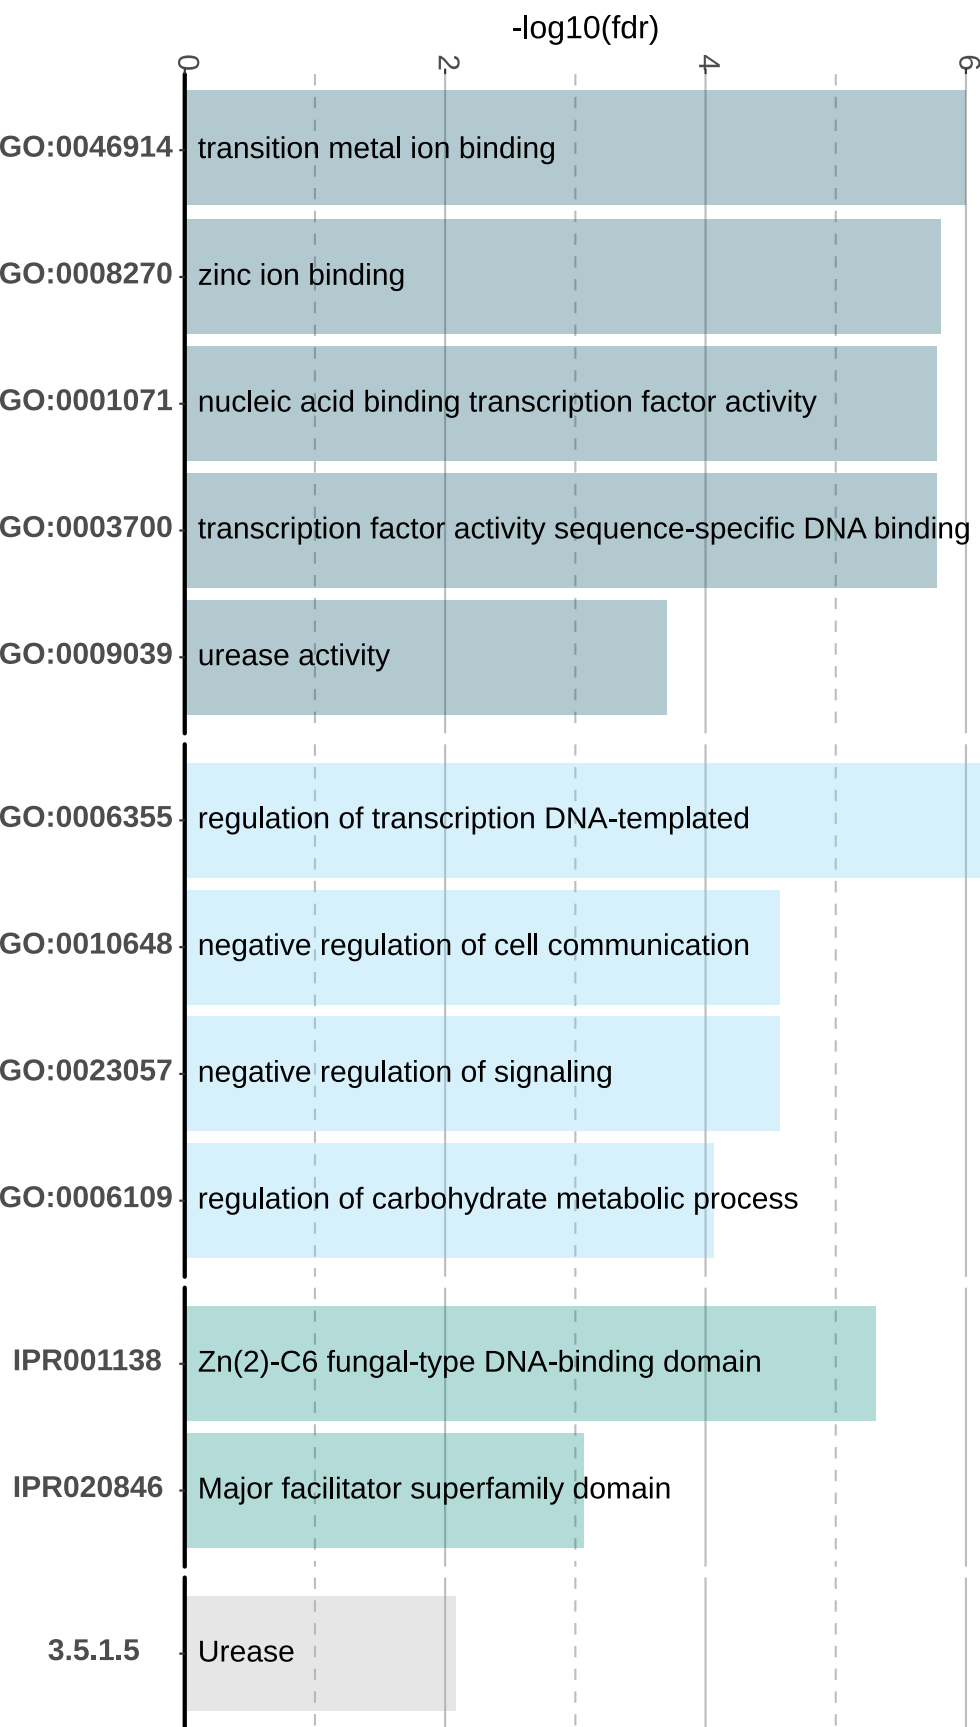 -log10(fdr)
0 2 4 6
GO:0046914 transition metal ion binding
GO:0008270 zinc ion binding
GO:0001071 nucleic acid binding transcription factor activity
GO:0003700 transcription factor activity sequence-specific DNA binding
GO:0009039 urease activity
GO:0006355 regulation of transcription DNA-templated
GO:0010648 negative regulation of cell communication
GO:0023057 negative regulation of signaling
GO:0006109 regulation of carbohydrate metabolic process
IPR001138 Zn(2)-C6 fungal-type DNA-binding domain
IPR020846 Major facilitator superfamily domain
3.5.1.5 Urease